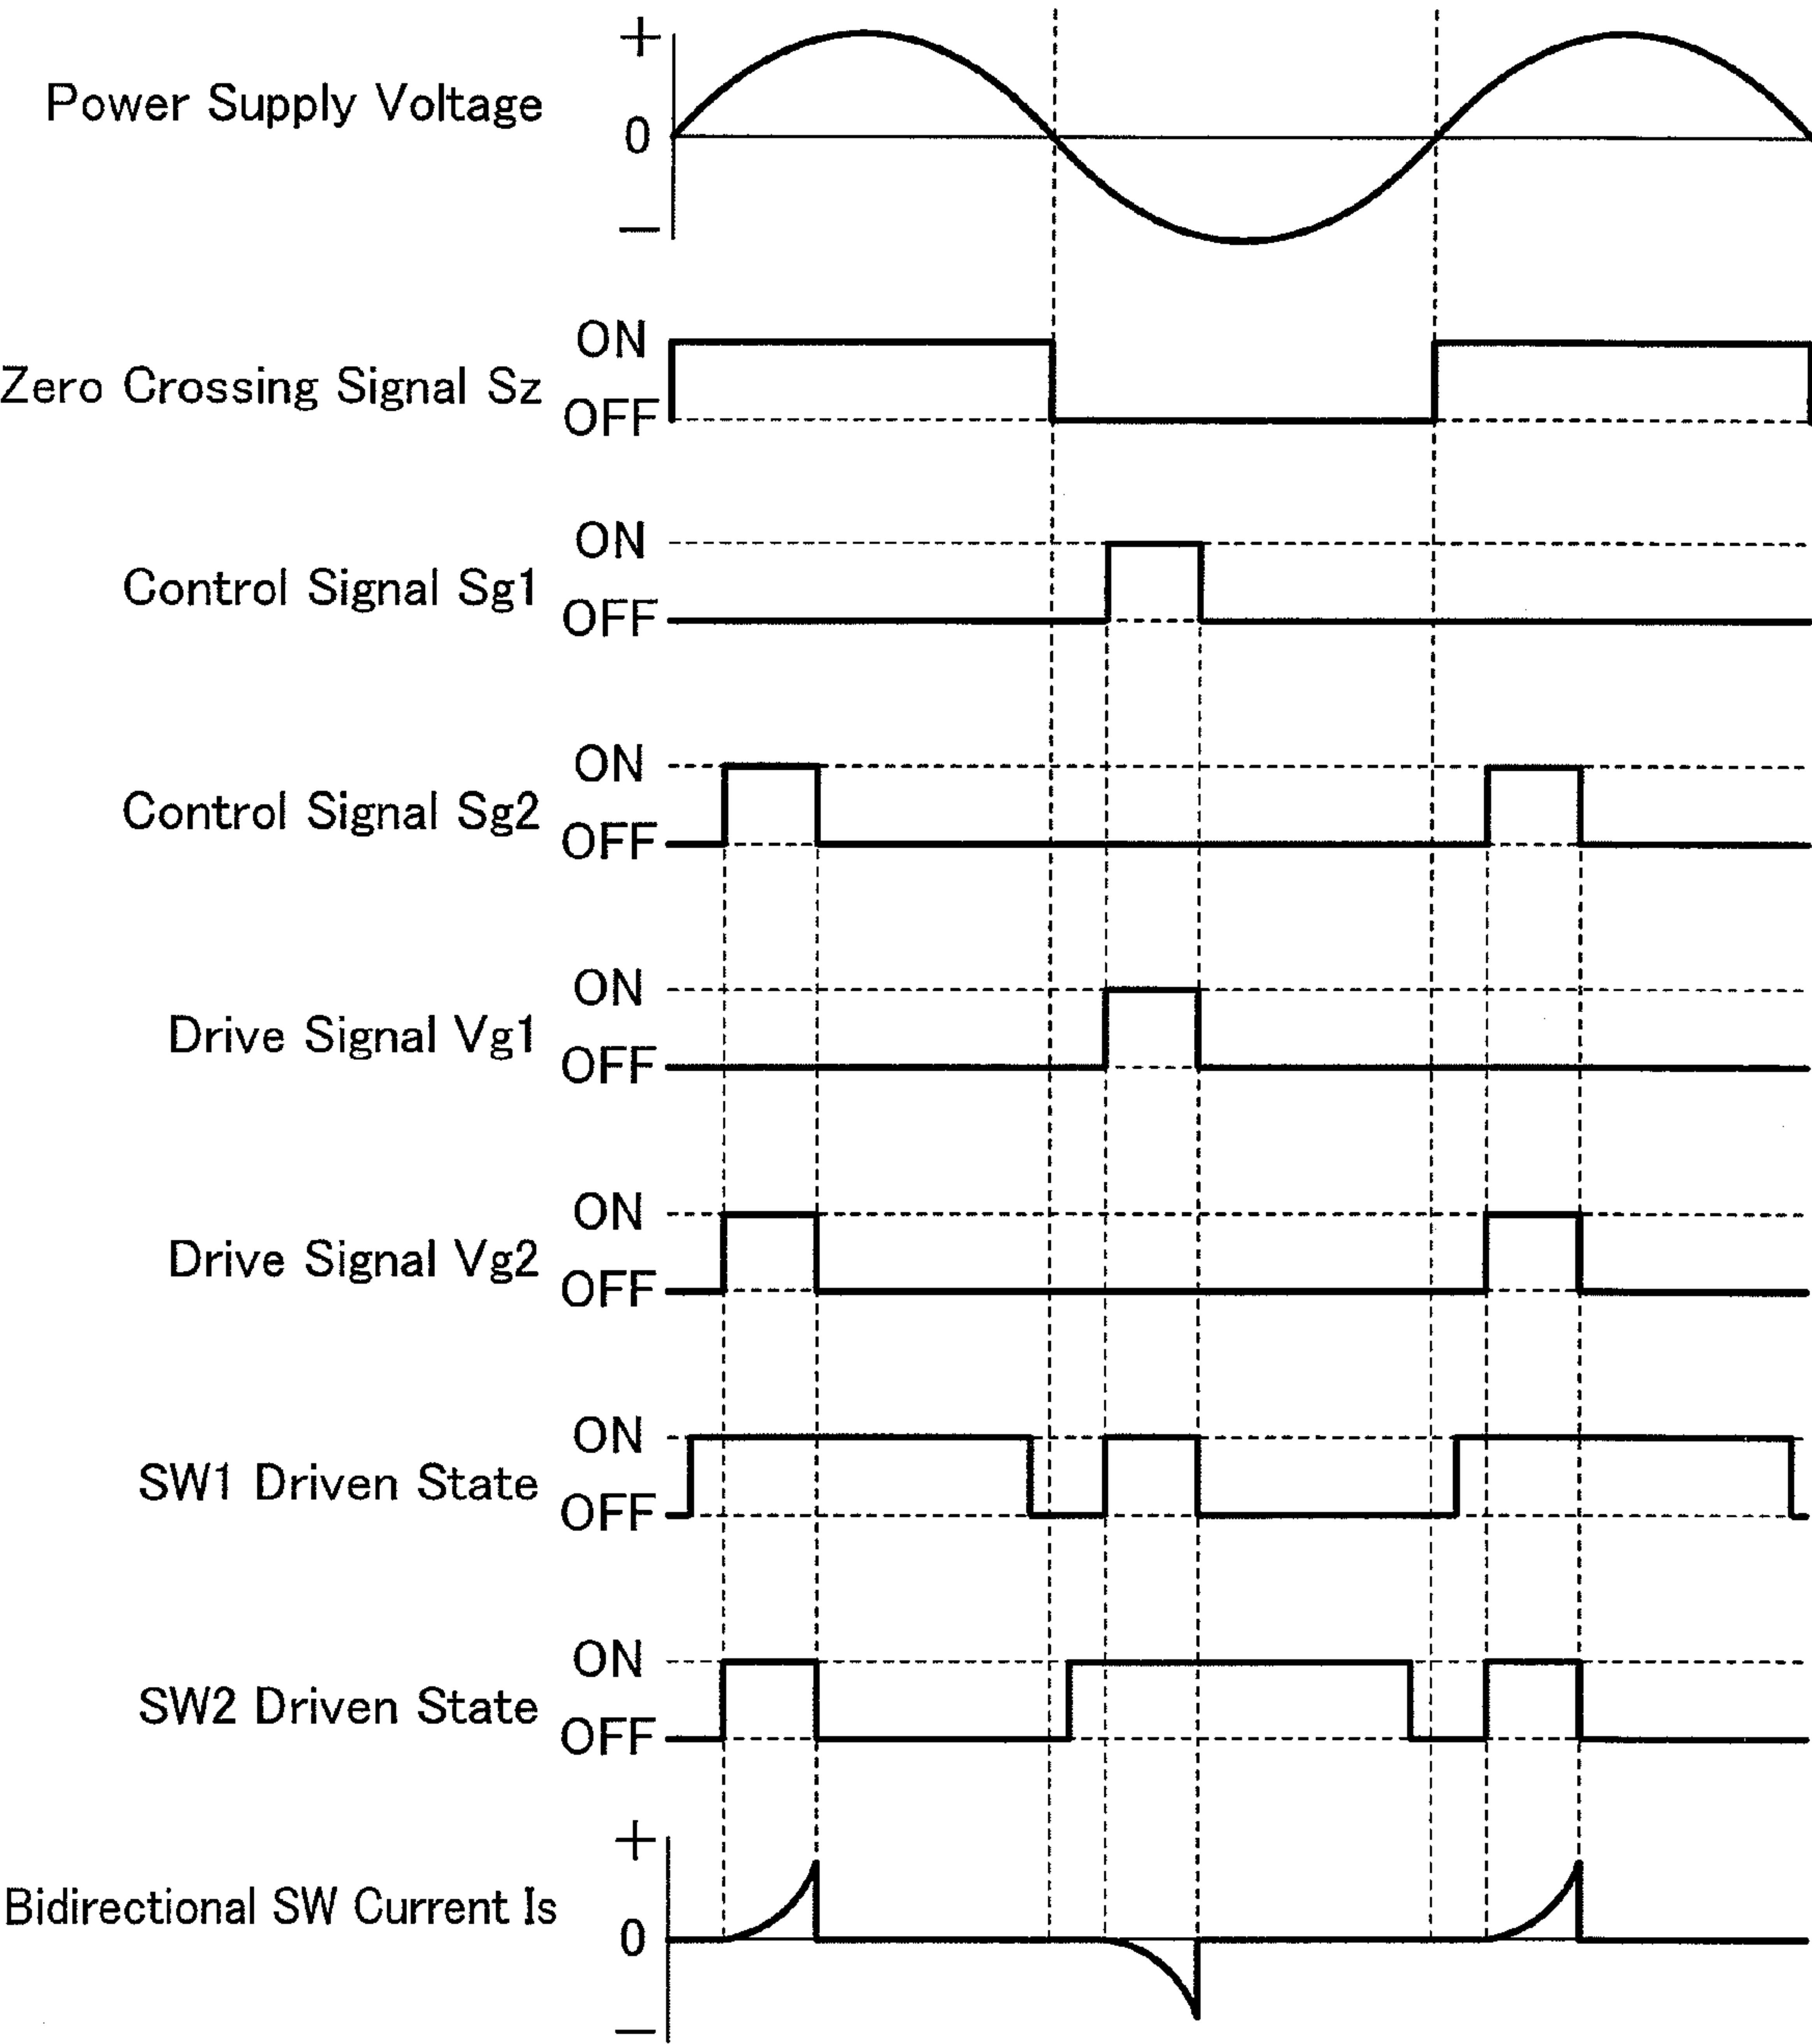 +
Power Supply Voltage
0
−
ON
Zero Crossing Signal Sz
OFF
ON
Control Signal Sg1
OFF
ON
Control Signal Sg2
OFF
ON
Drive Signal Vg1
OFF
ON
Drive Signal Vg2
OFF
ON
SW1 Driven State
OFF
ON
SW2 Driven State
OFF
+
Bidirectional SW Current Is
0
−